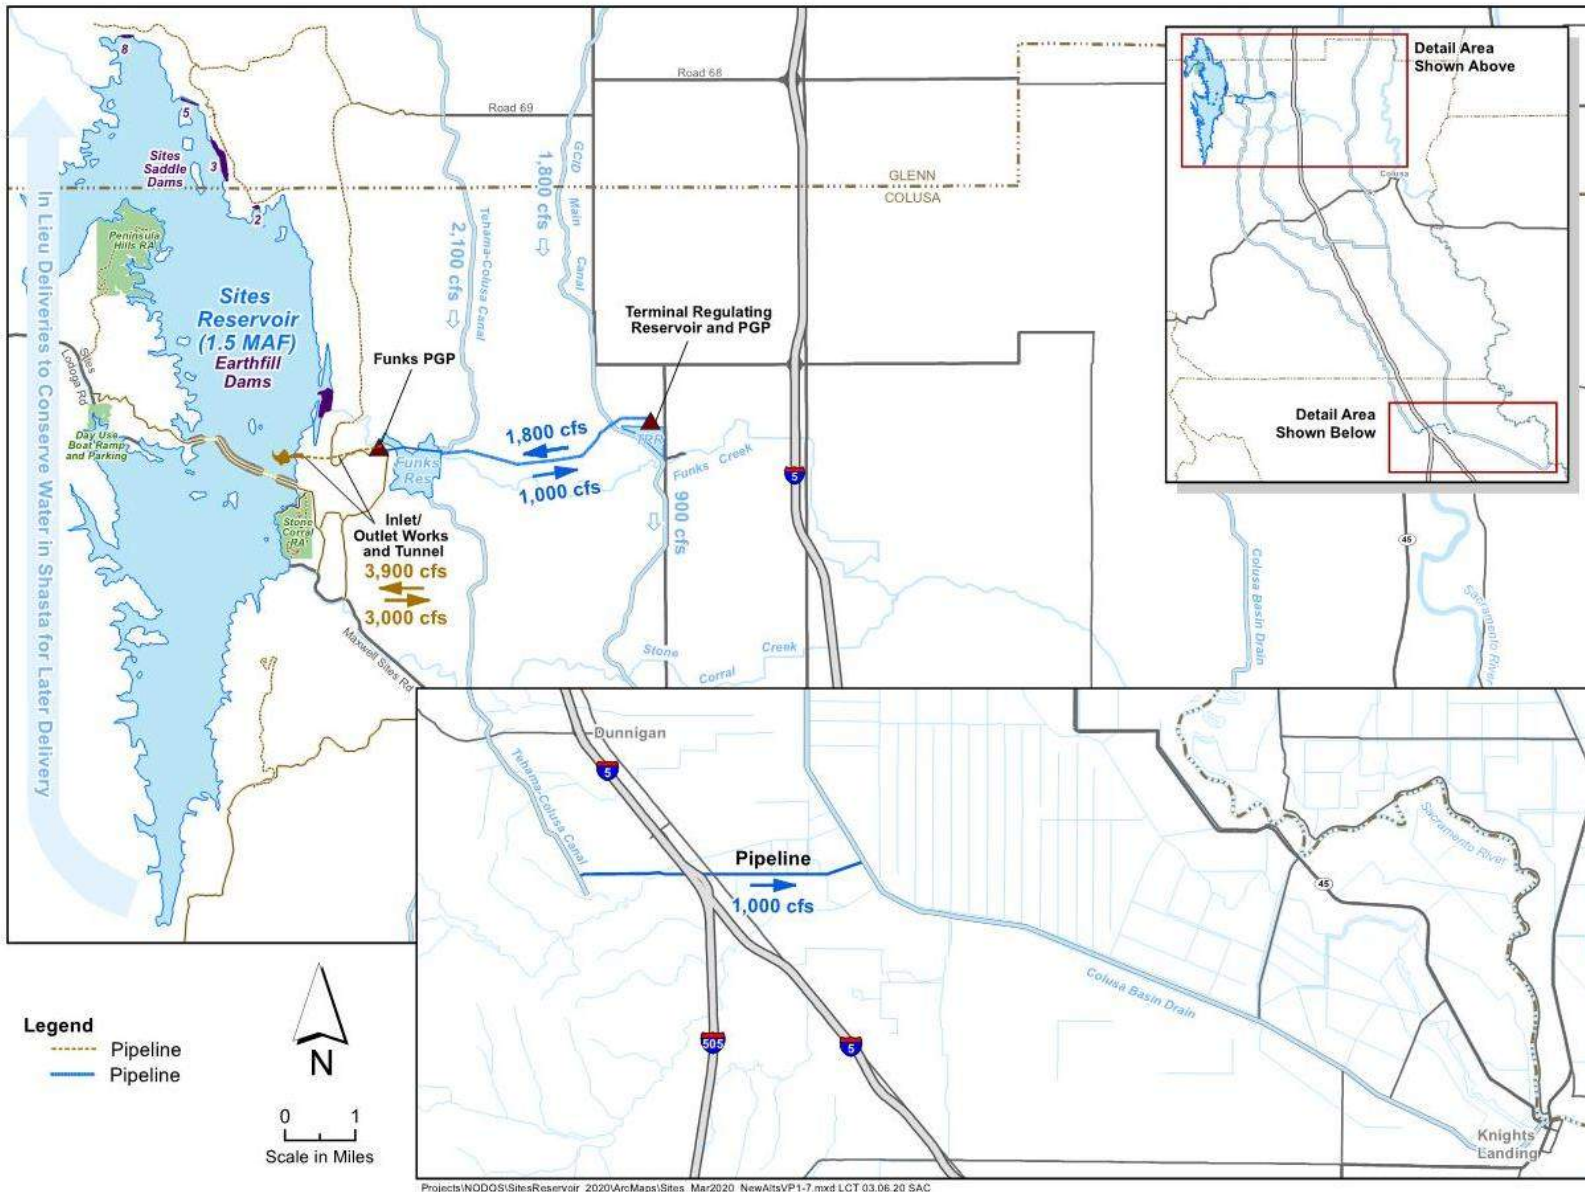 8
Road 68
Detail Area
Shown Above
5
Road 69
Sites
Saddle
Dams
3
1,800 cfs
GCID Main Canal
GLENN
COLUSA
Colusa
2
Tehama-Colusa Canal
2,100 cfs
Peninsula
Hills RA
In Lieu Deliveries to Conserve Water in Shasta for Later Delivery
Sites
Reservoir
(1.5 MAF)
Earthfill
Dams
Terminal Regulating
Reservoir and PGP
Funks PGP
Sites
Lodoga Rd
Detail Area
Shown Below
Day Use
Boat Ramp
and Parking
1,800 cfs
TRR
Funks
Res
Funks Creek
5
1,000 cfs
900 cfs
Stone
Corral
RA
Inlet/
Outlet Works
and Tunnel
3,900 cfs
3,000 cfs
45
Colusa Basin Drain
Sacramento River
Maxwell Sites Rd
Stone
Corral
Creek
Dunnigan
5
Tehama-Colusa Canal
Pipeline
1,000 cfs
Sacramento River
45
Colusa Basin Drain
505
5
Knights
Landing
Legend
Pipeline
Pipeline
N
0 1
Scale in Miles
Projects\NODOS\SitesReservoir_2020\ArcMaps\Sites_Mar2020_NewAltsVP1-7.mxd LCT 03.06.20 SAC